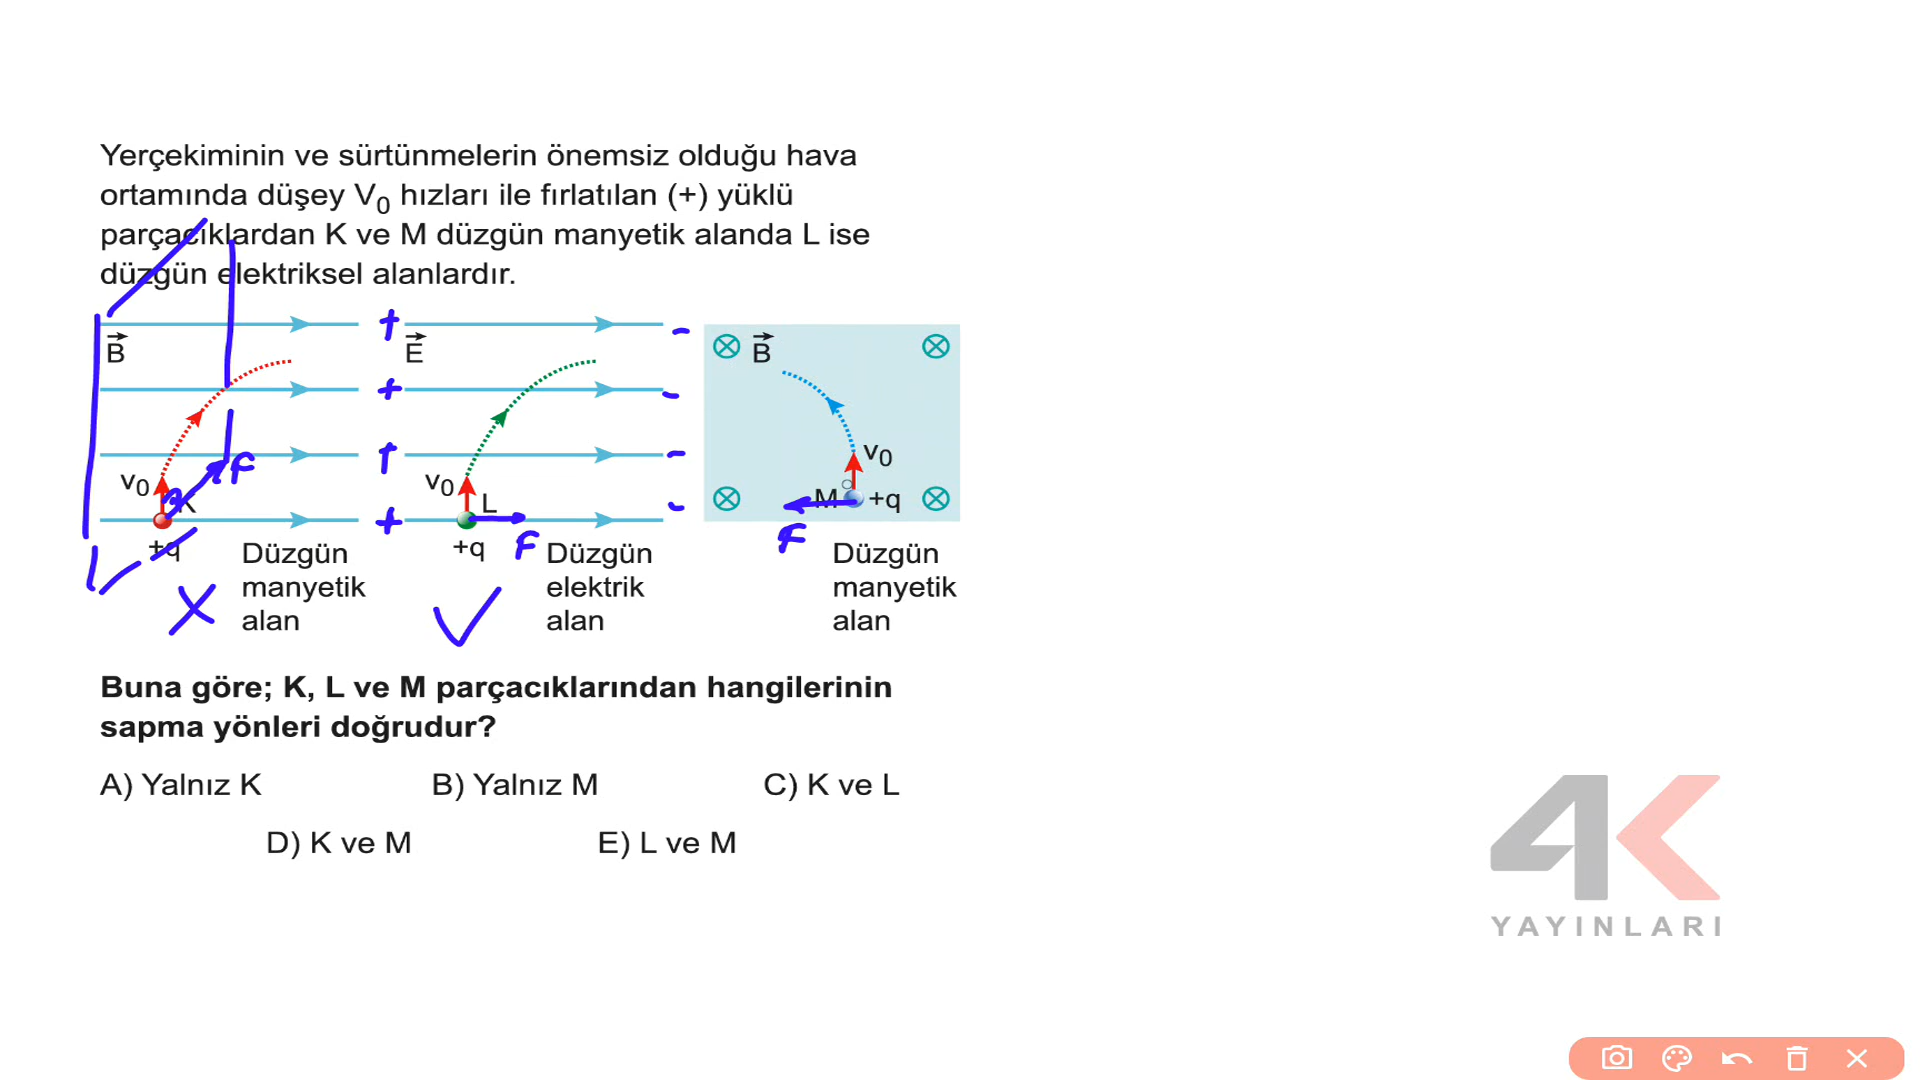 Yerçekiminin ve sürtünmelerin önemsiz olduğu hava
ortamında düşey V0 hızları ile fırlatılan (+) yüklü
parçacıklardan K ve M düzgün manyetik alanda L ise
düzgün elektriksel alanlardır.
B
v0
K
+q
F
Düzgün
manyetik
alan
+ + + +
E
- - - -
v0
L
+q
F
Düzgün
elektrik
alan
B
v0
M
+q
F
Düzgün
manyetik
alan
Buna göre; K, L ve M parçacıklarından hangilerinin
sapma yönleri doğrudur?
A) Yalnız K B) Yalnız M C) K ve L
D) K ve M E) L ve M
4K
YAYINLARI